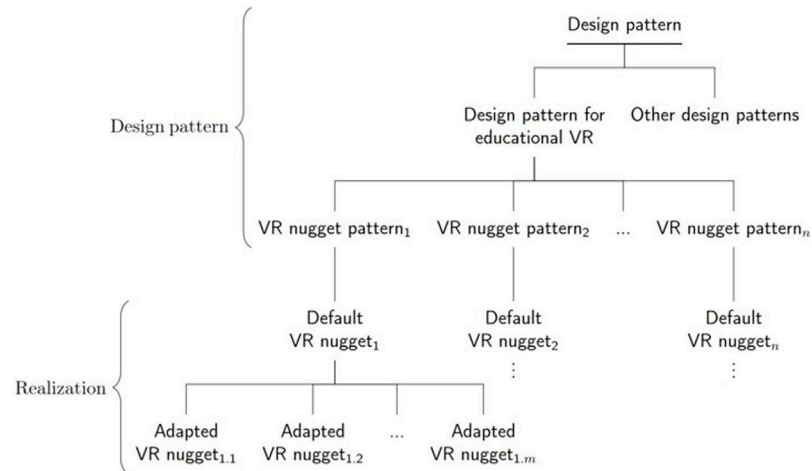 Design pattern
Design pattern for
educational VR
Other design patterns
Design pattern
VR nugget pattern₁
VR nugget pattern₂
...
VR nugget patternₙ
Default
VR nugget₁
Default
VR nugget₂
⋮
Default
VR nuggetₙ
⋮
Realization
Adapted
VR nugget₁.₁
Adapted
VR nugget₁.₂
...
Adapted
VR nugget₁.ₘ